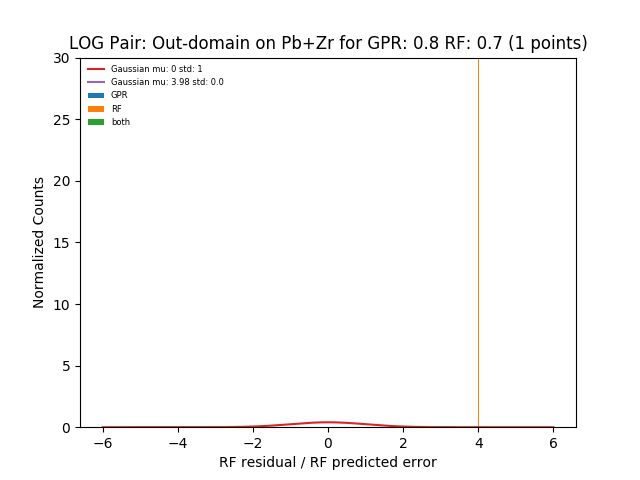 LOG Pair: Out-domain on Pb+Zr for GPR: 0.8 RF: 0.7 (1 points)
Gaussian mu: 0 std: 1
Gaussian mu: 3.98 std: 0.0
GPR
RF
both
30
25
20
15
10
5
0
Normalized Counts
−6 −4 −2 0 2 4 6
RF residual / RF predicted error